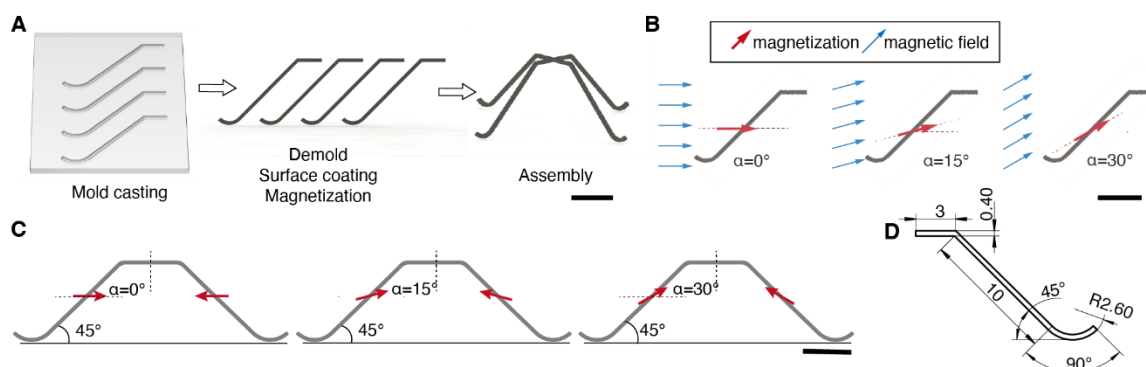 A
Mold casting
Demold
Surface coating
Magnetization
Assembly
B
magnetization
magnetic field
α=0°
α=15°
α=30°
C
α=0°
45°
α=15°
45°
α=30°
45°
D
3
0.40
10
45°
R2.60
90°